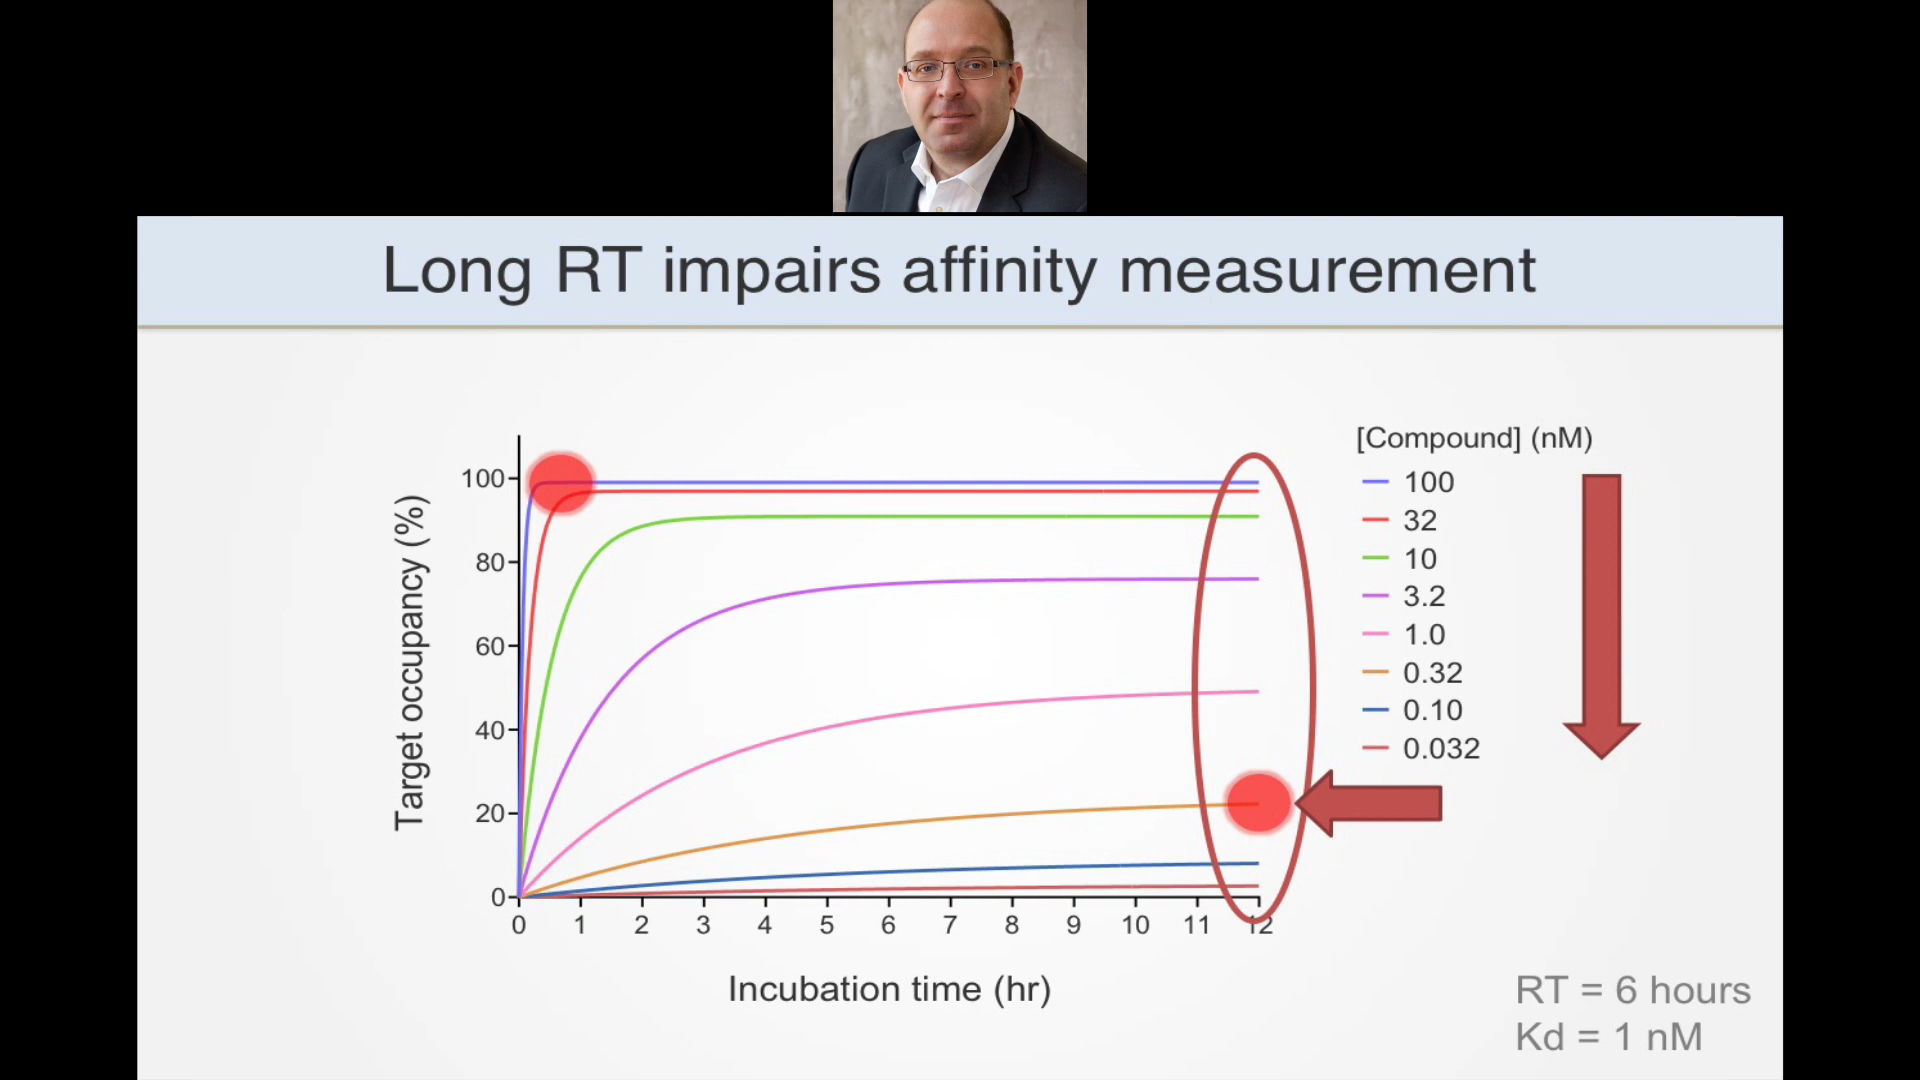 Long RT impairs affinity measurement
[Compound] (nM)
100
32
10
3.2
1.0
0.32
0.10
0.032
Target occupancy (%)
100
80
60
40
20
0
0 1 2 3 4 5 6 7 8 9 10 11 12
Incubation time (hr)
RT = 6 hours
Kd = 1 nM